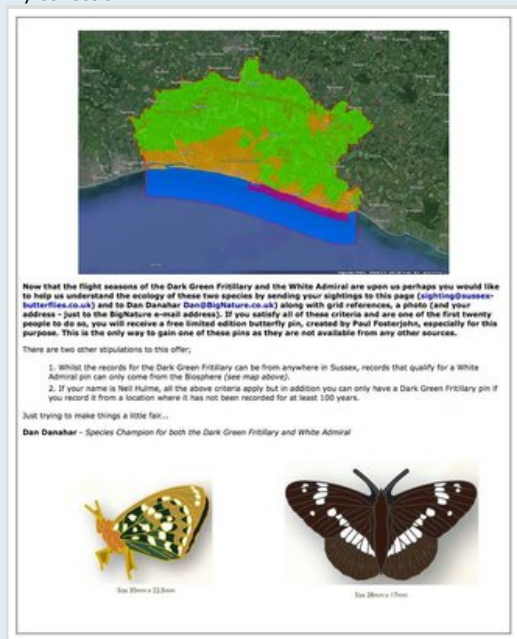 Now that the flight seasons of the Dark Green Fritillary and the White Admiral are upon us perhaps you would like
to help us understand the ecology of these two species by sending your sightings to this page (sighting@sussex-
butterflies.co.uk) and to Dan Danahar Dan@BigNature.co.uk) along with grid references, a photo (and your
address - just to the BigNature e-mail address). If you satisfy all of these criteria and are one of the first twenty
people to do so, you will receive a free limited edition butterfly pin, created by Paul Fosterjohn, especially for this
purpose. This is the only way to gain one of these pins as they are not available from any other sources.
There are two other stipulations to this offer;
1. Whilst the records for the Dark Green Fritillary can be from anywhere in Sussex, records that qualify for a White
Admiral pin can only come from the Biosphere (see map above).
2. If your name is Neil Hulme, all the above criteria apply but in addition you can only have a Dark Green Fritillary pin if
you record it from a location where it has not been recorded for at least 100 years.
Just trying to make things a little fair...
Dan Danahar - Species Champion for both the Dark Green Fritillary and White Admiral
Size 30mm x
Size 28mm x 17mm